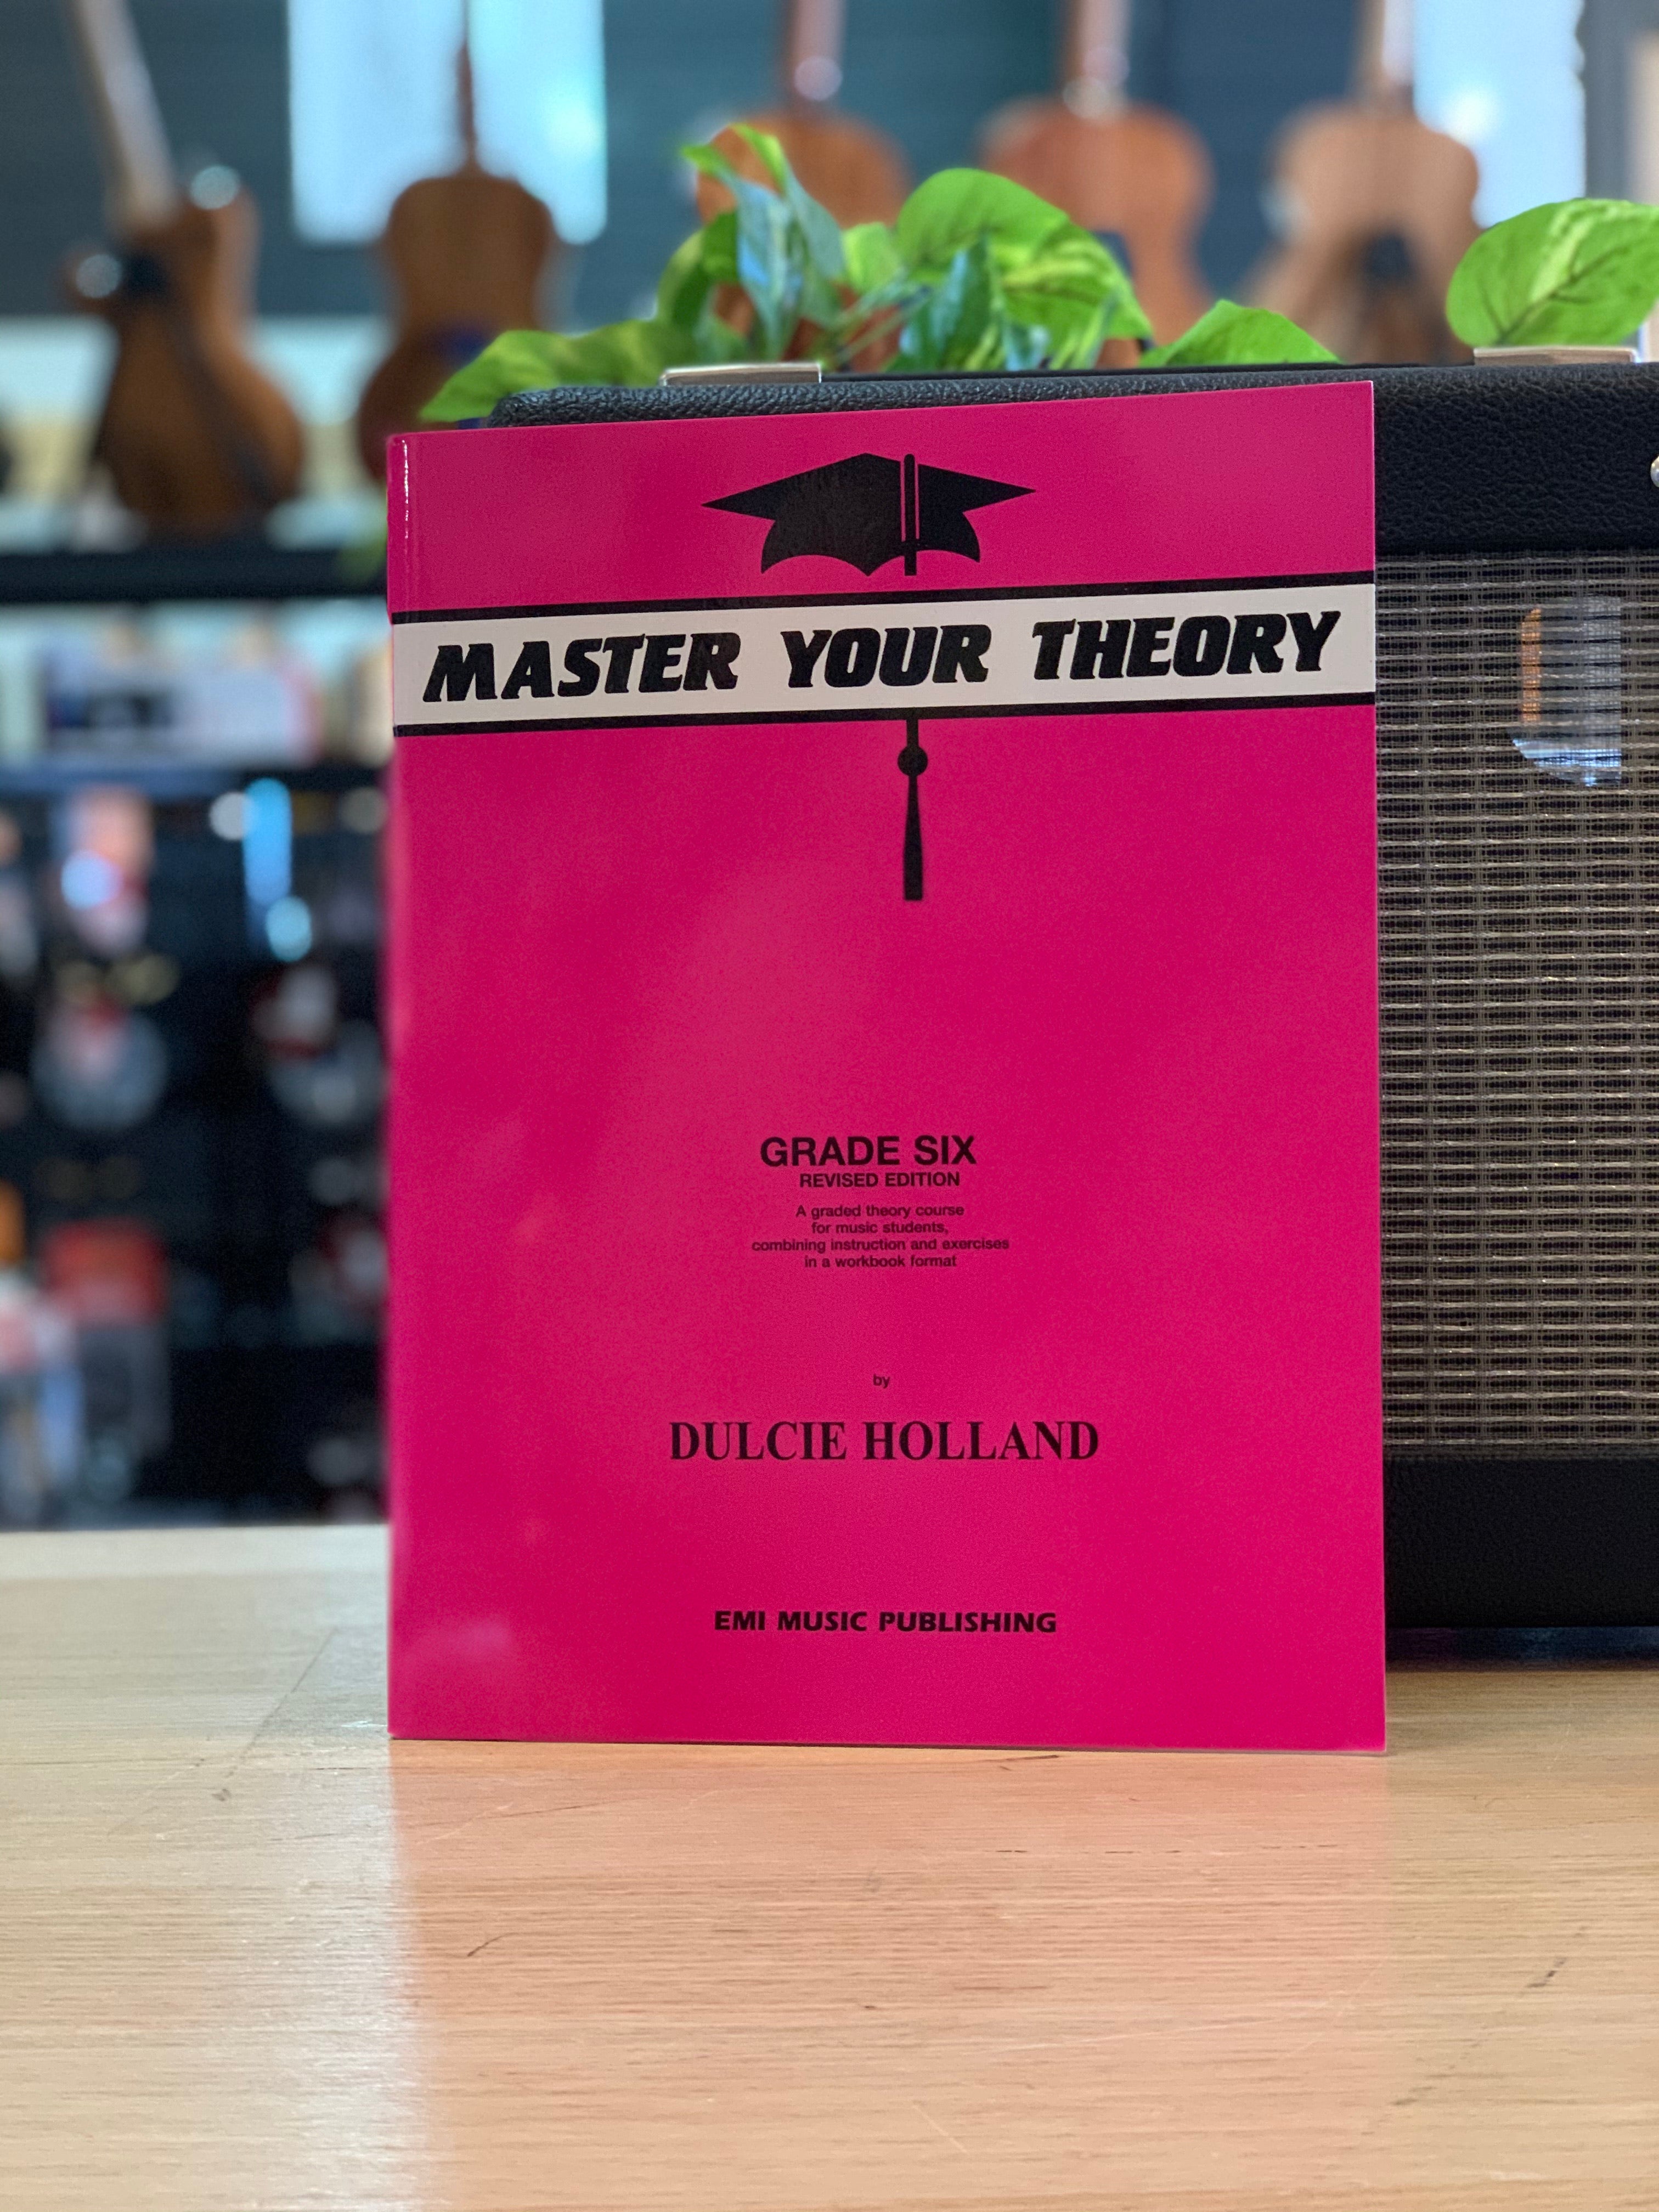 MASTER YOUR THEORY
GRADE SIX
REVISED EDITION
A graded theory course
for music students,
combining instruction and exercises
in a workbook format
by
DULCIE HOLLAND
EMI MUSIC PUBLISHING